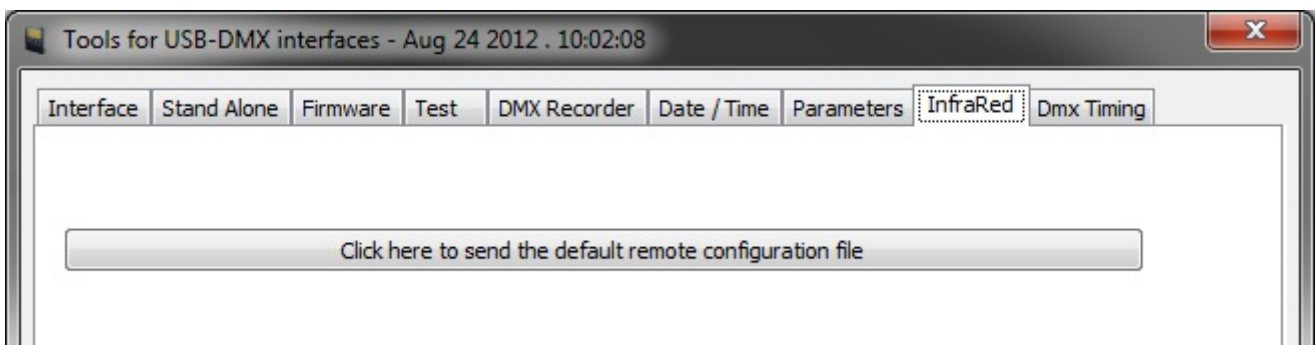 Tools for USB-DMX interfaces - Aug 24 2012 . 10:02:08
Interface Stand Alone Firmware Test DMX Recorder Date / Time Parameters InfraRed Dmx Timing
Click here to send the default remote configuration file